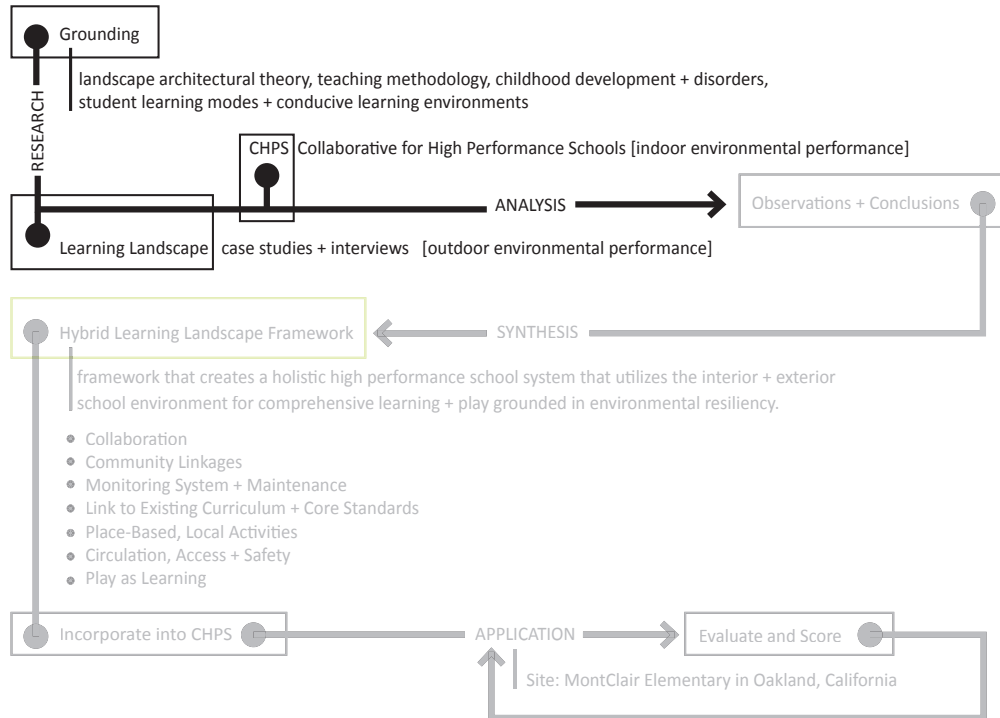 Grounding
landscape architectural theory, teaching methodology, childhood development + disorders,
student learning modes + conducive learning environments
RESEARCH
CHPS Collaborative for High Performance Schools [indoor environmental performance]
ANALYSIS
Observations + Conclusions
Learning Landscape case studies + interviews [outdoor environmental performance]
Hybrid Learning Landscape Framework
SYNTHESIS
framework that creates a holistic high performance school system that utilizes the interior + exterior
school environment for comprehensive learning + play grounded in environmental resiliency.
Collaboration
Community Linkages
Monitoring System + Maintenance
Link to Existing Curriculum + Core Standards
Place-Based, Local Activities
Circulation, Access + Safety
Play as Learning
Incorporate into CHPS
APPLICATION
Evaluate and Score
Site: MontClair Elementary in Oakland, California